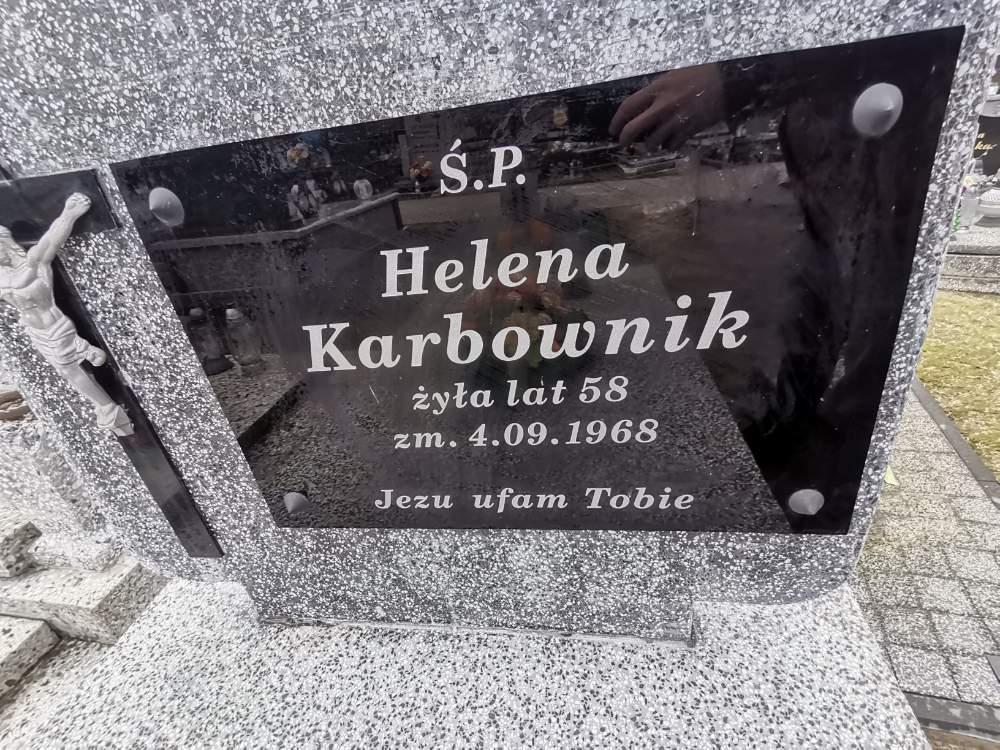 Ś.P.
Helena
Karbownik
żyła lat 58
zm. 4.09.1968
Jezu ufam Tobie